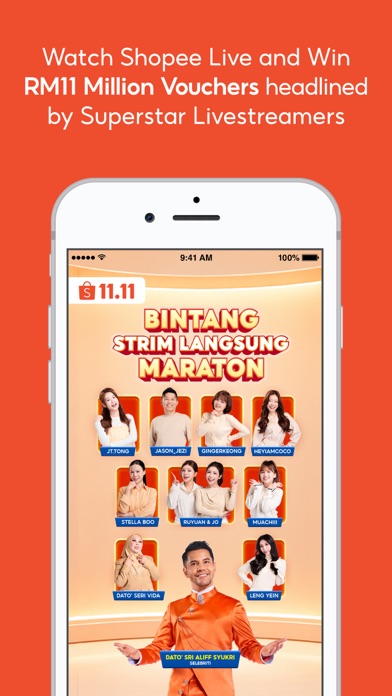 Watch Shopee Live and Win
RM11 Million Vouchers headlined
by Superstar Livestreamers
9:41 AM
100%
S 11.11
BINTANG
STRIM LANGSUNG
MARATON
JT.TONG
JASON_JEZI
GINGERKEONG
HEYIAMCOCO
STELLA BOO
RUYUAN & JO
MUACHIII
DATO' SERI VIDA
LENG YEIN
DATO' SRI ALIFF SYUKRI
SELEBRITI